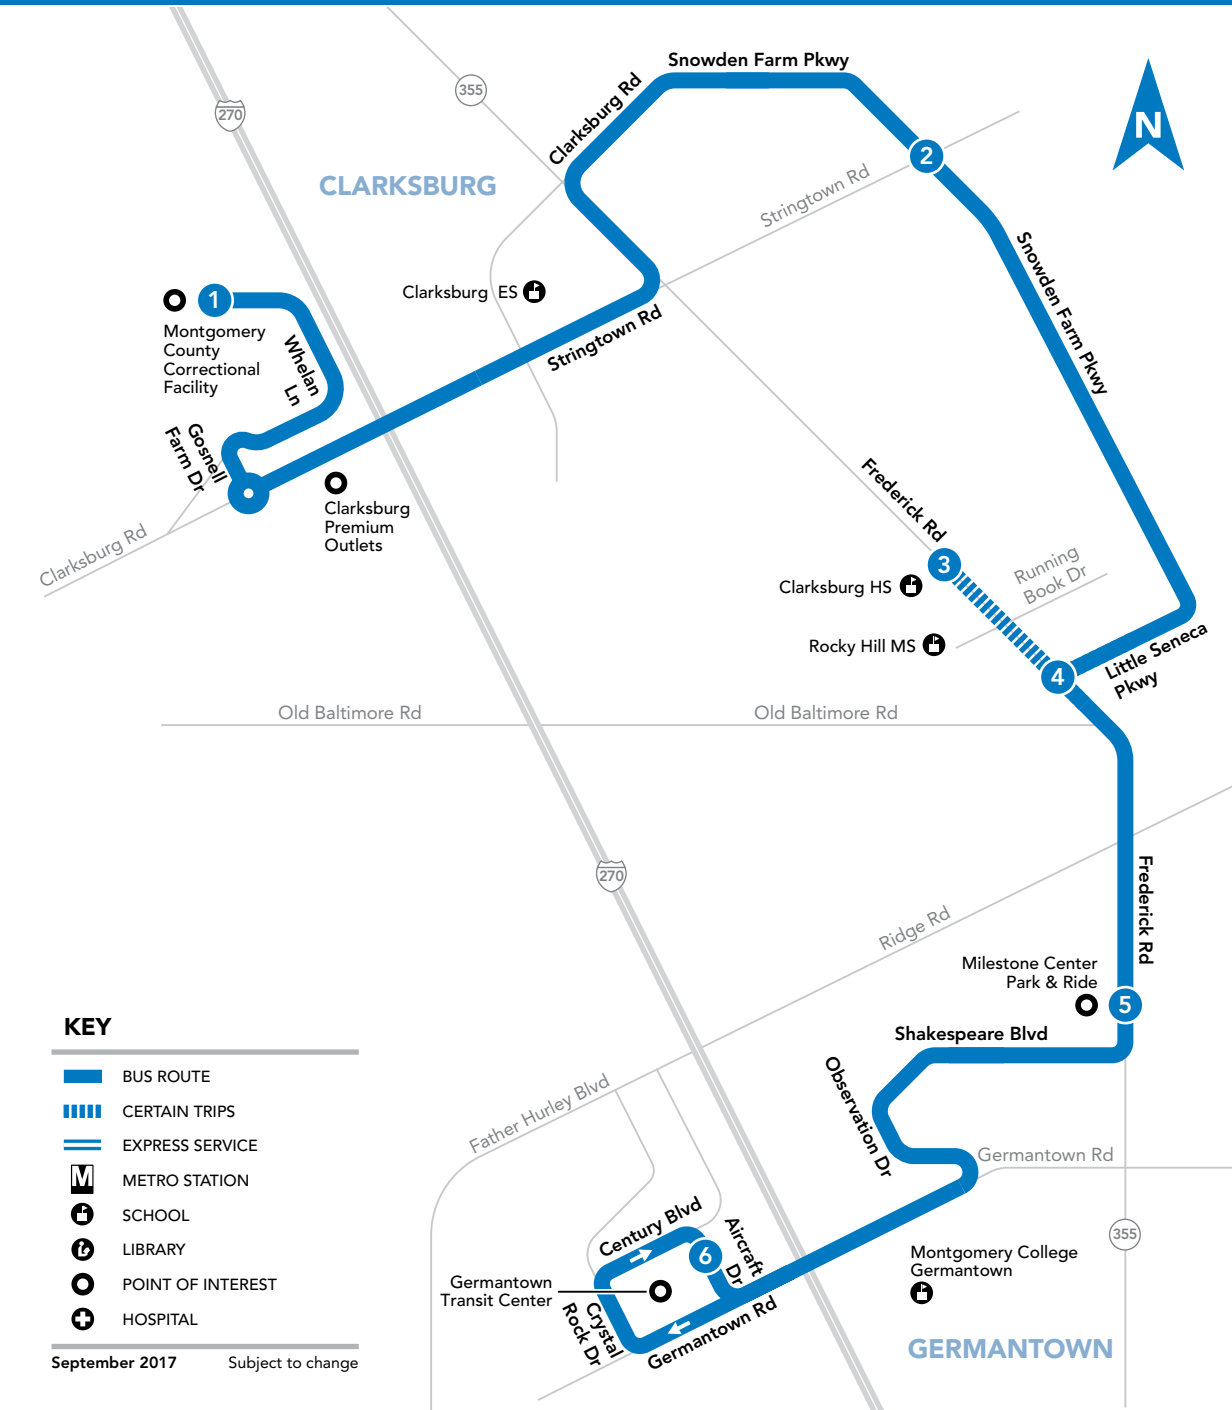 Snowden Farm Pkwy
Clarksburg Rd
355
270
N
2
CLARKSBURG
Stringtown Rd
Snowden Farm Pkwy
Clarksburg ES
1
Montgomery
County
Correctional
Facility
Whelan
Ln
Stringtown Rd
Gosnell
Farm Dr
Clarksburg
Premium
Outlets
Clarksburg Rd
Frederick Rd
3
Clarksburg HS
Running
Book Dr
Rocky Hill MS
4
Little Seneca
Pkwy
Old Baltimore Rd
Old Baltimore Rd
270
Frederick Rd
Ridge Rd
Milestone Center
Park & Ride
5
Shakespeare Blvd
Observation Dr
Father Hurley Blvd
Germantown Rd
Century Blvd
Aircraft
Dr
6
355
Montgomery College
Germantown
Germantown
Transit Center
Crystal
Rock Dr
Germantown Rd
GERMANTOWN
KEY
BUS ROUTE
CERTAIN TRIPS
EXPRESS SERVICE
M
METRO STATION
SCHOOL
LIBRARY
POINT OF INTEREST
HOSPITAL
September 2017 Subject to change